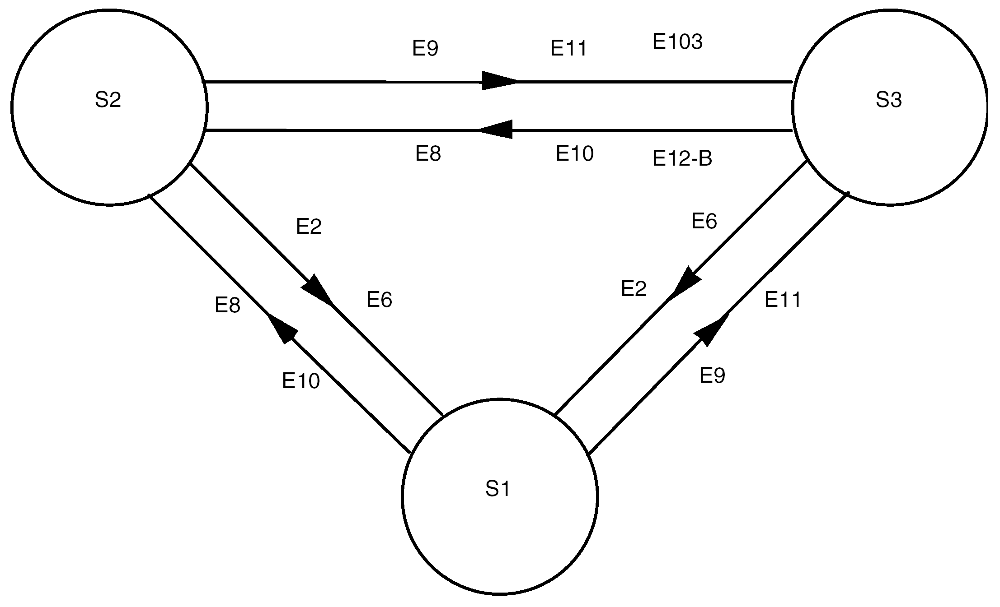 E9 E11 E103
S2 S3
E8 E10 E12-B
E2 E6
E8 E6 E2 E11
E10 E9
S1